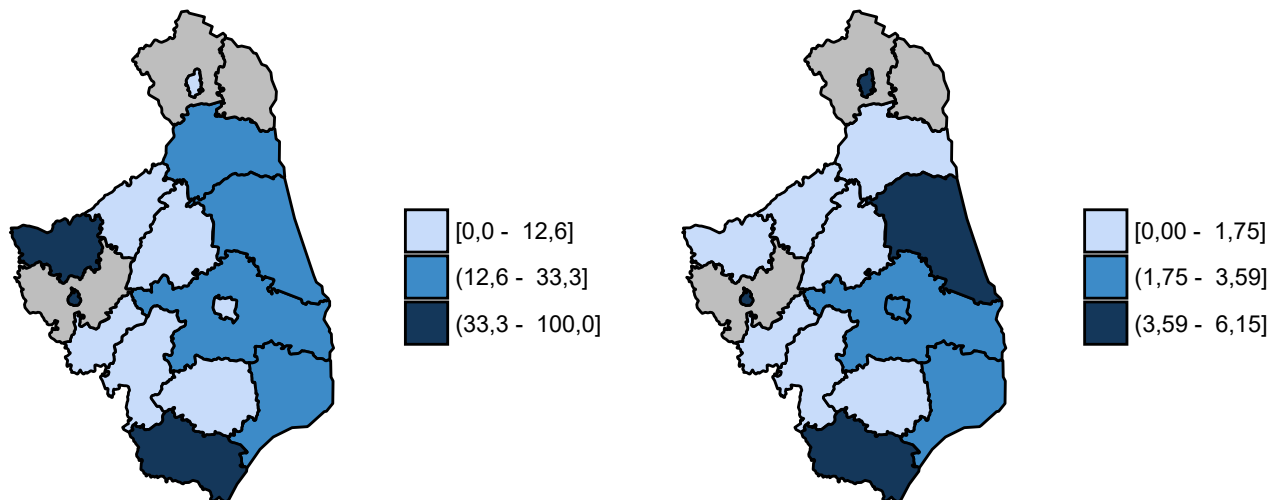 [0,0 - 12,6]
(12,6 - 33,3]
(33,3 - 100,0]
[0,00 - 1,75]
(1,75 - 3,59]
(3,59 - 6,15]